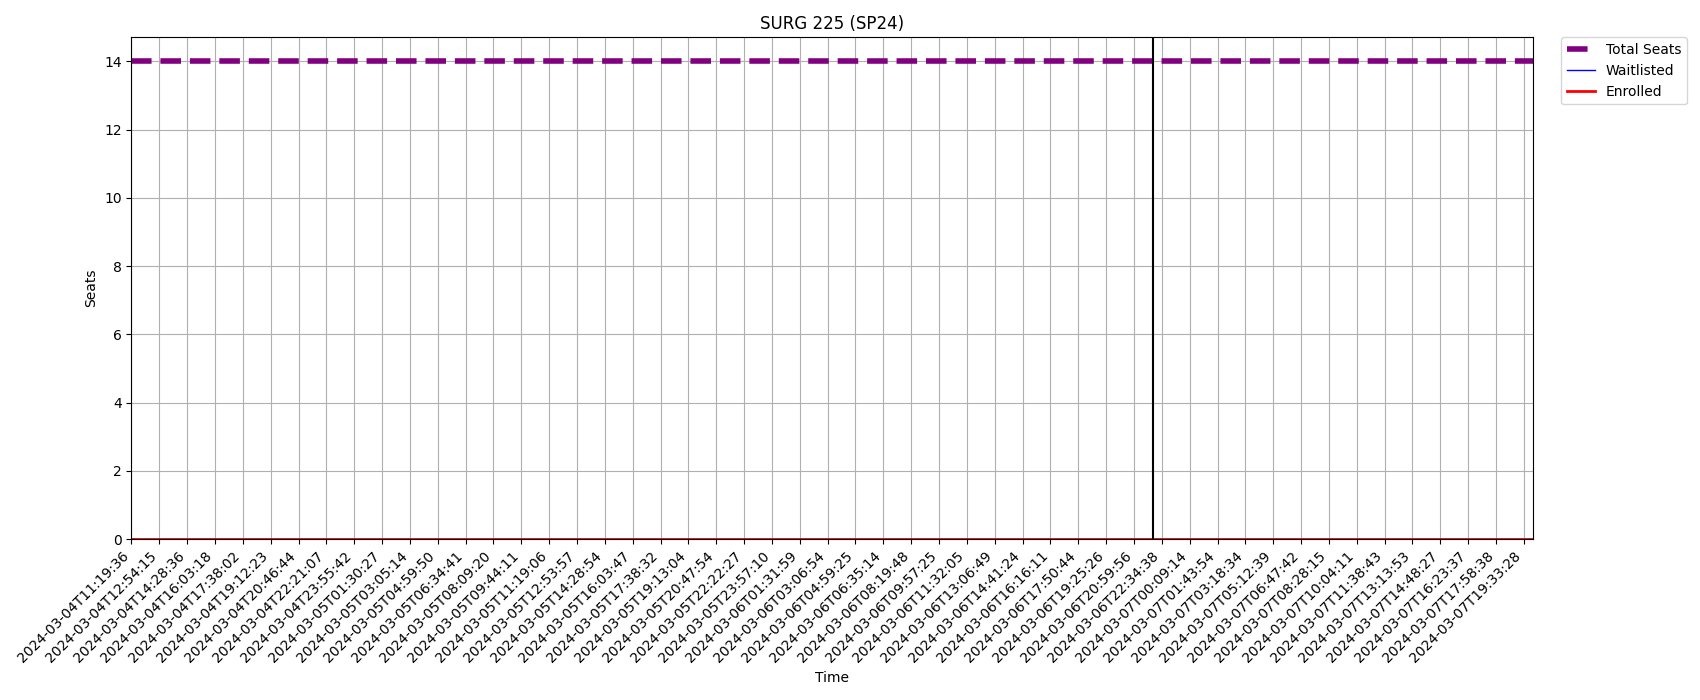 SURG 225 (SP24)
Total Seats
Waitlisted
Enrolled
Seats
14
12
10
8
6
4
2
0
2024-03-04T11:19:36
2024-03-04T12:54:15
2024-03-04T14:28:36
2024-03-04T16:03:18
2024-03-04T17:38:02
2024-03-04T19:12:23
2024-03-04T20:46:44
2024-03-04T22:21:07
2024-03-04T23:55:42
2024-03-05T01:30:27
2024-03-05T03:05:14
2024-03-05T04:59:50
2024-03-05T06:34:41
2024-03-05T08:09:20
2024-03-05T09:44:11
2024-03-05T11:19:06
2024-03-05T12:53:57
2024-03-05T14:28:54
2024-03-05T16:03:47
2024-03-05T17:38:32
2024-03-05T19:13:04
2024-03-05T20:47:54
2024-03-05T22:22:27
2024-03-05T23:57:10
2024-03-06T01:31:59
2024-03-06T03:06:54
2024-03-06T04:59:25
2024-03-06T06:35:14
2024-03-06T08:19:48
2024-03-06T09:57:25
2024-03-06T11:32:05
2024-03-06T13:06:49
2024-03-06T14:41:24
2024-03-06T16:16:11
2024-03-06T17:50:44
2024-03-06T19:25:26
2024-03-06T20:59:56
2024-03-06T22:34:38
2024-03-07T00:09:14
2024-03-07T01:43:54
2024-03-07T03:18:34
2024-03-07T05:12:39
2024-03-07T06:47:42
2024-03-07T08:28:15
2024-03-07T10:04:11
2024-03-07T11:38:43
2024-03-07T13:13:53
2024-03-07T14:48:27
2024-03-07T16:23:37
2024-03-07T17:58:38
2024-03-07T19:33:28
Time